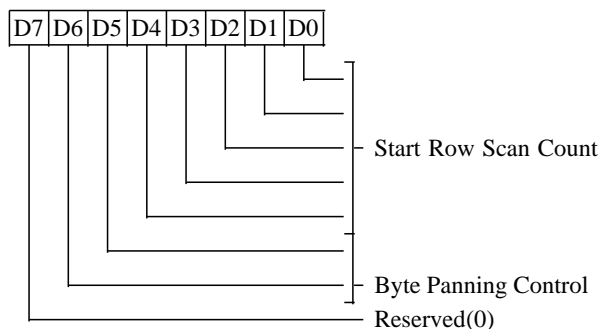 D7 D6 D5 D4 D3 D2 D1 D0
Start Row Scan Count
Byte Panning Control
Reserved(0)